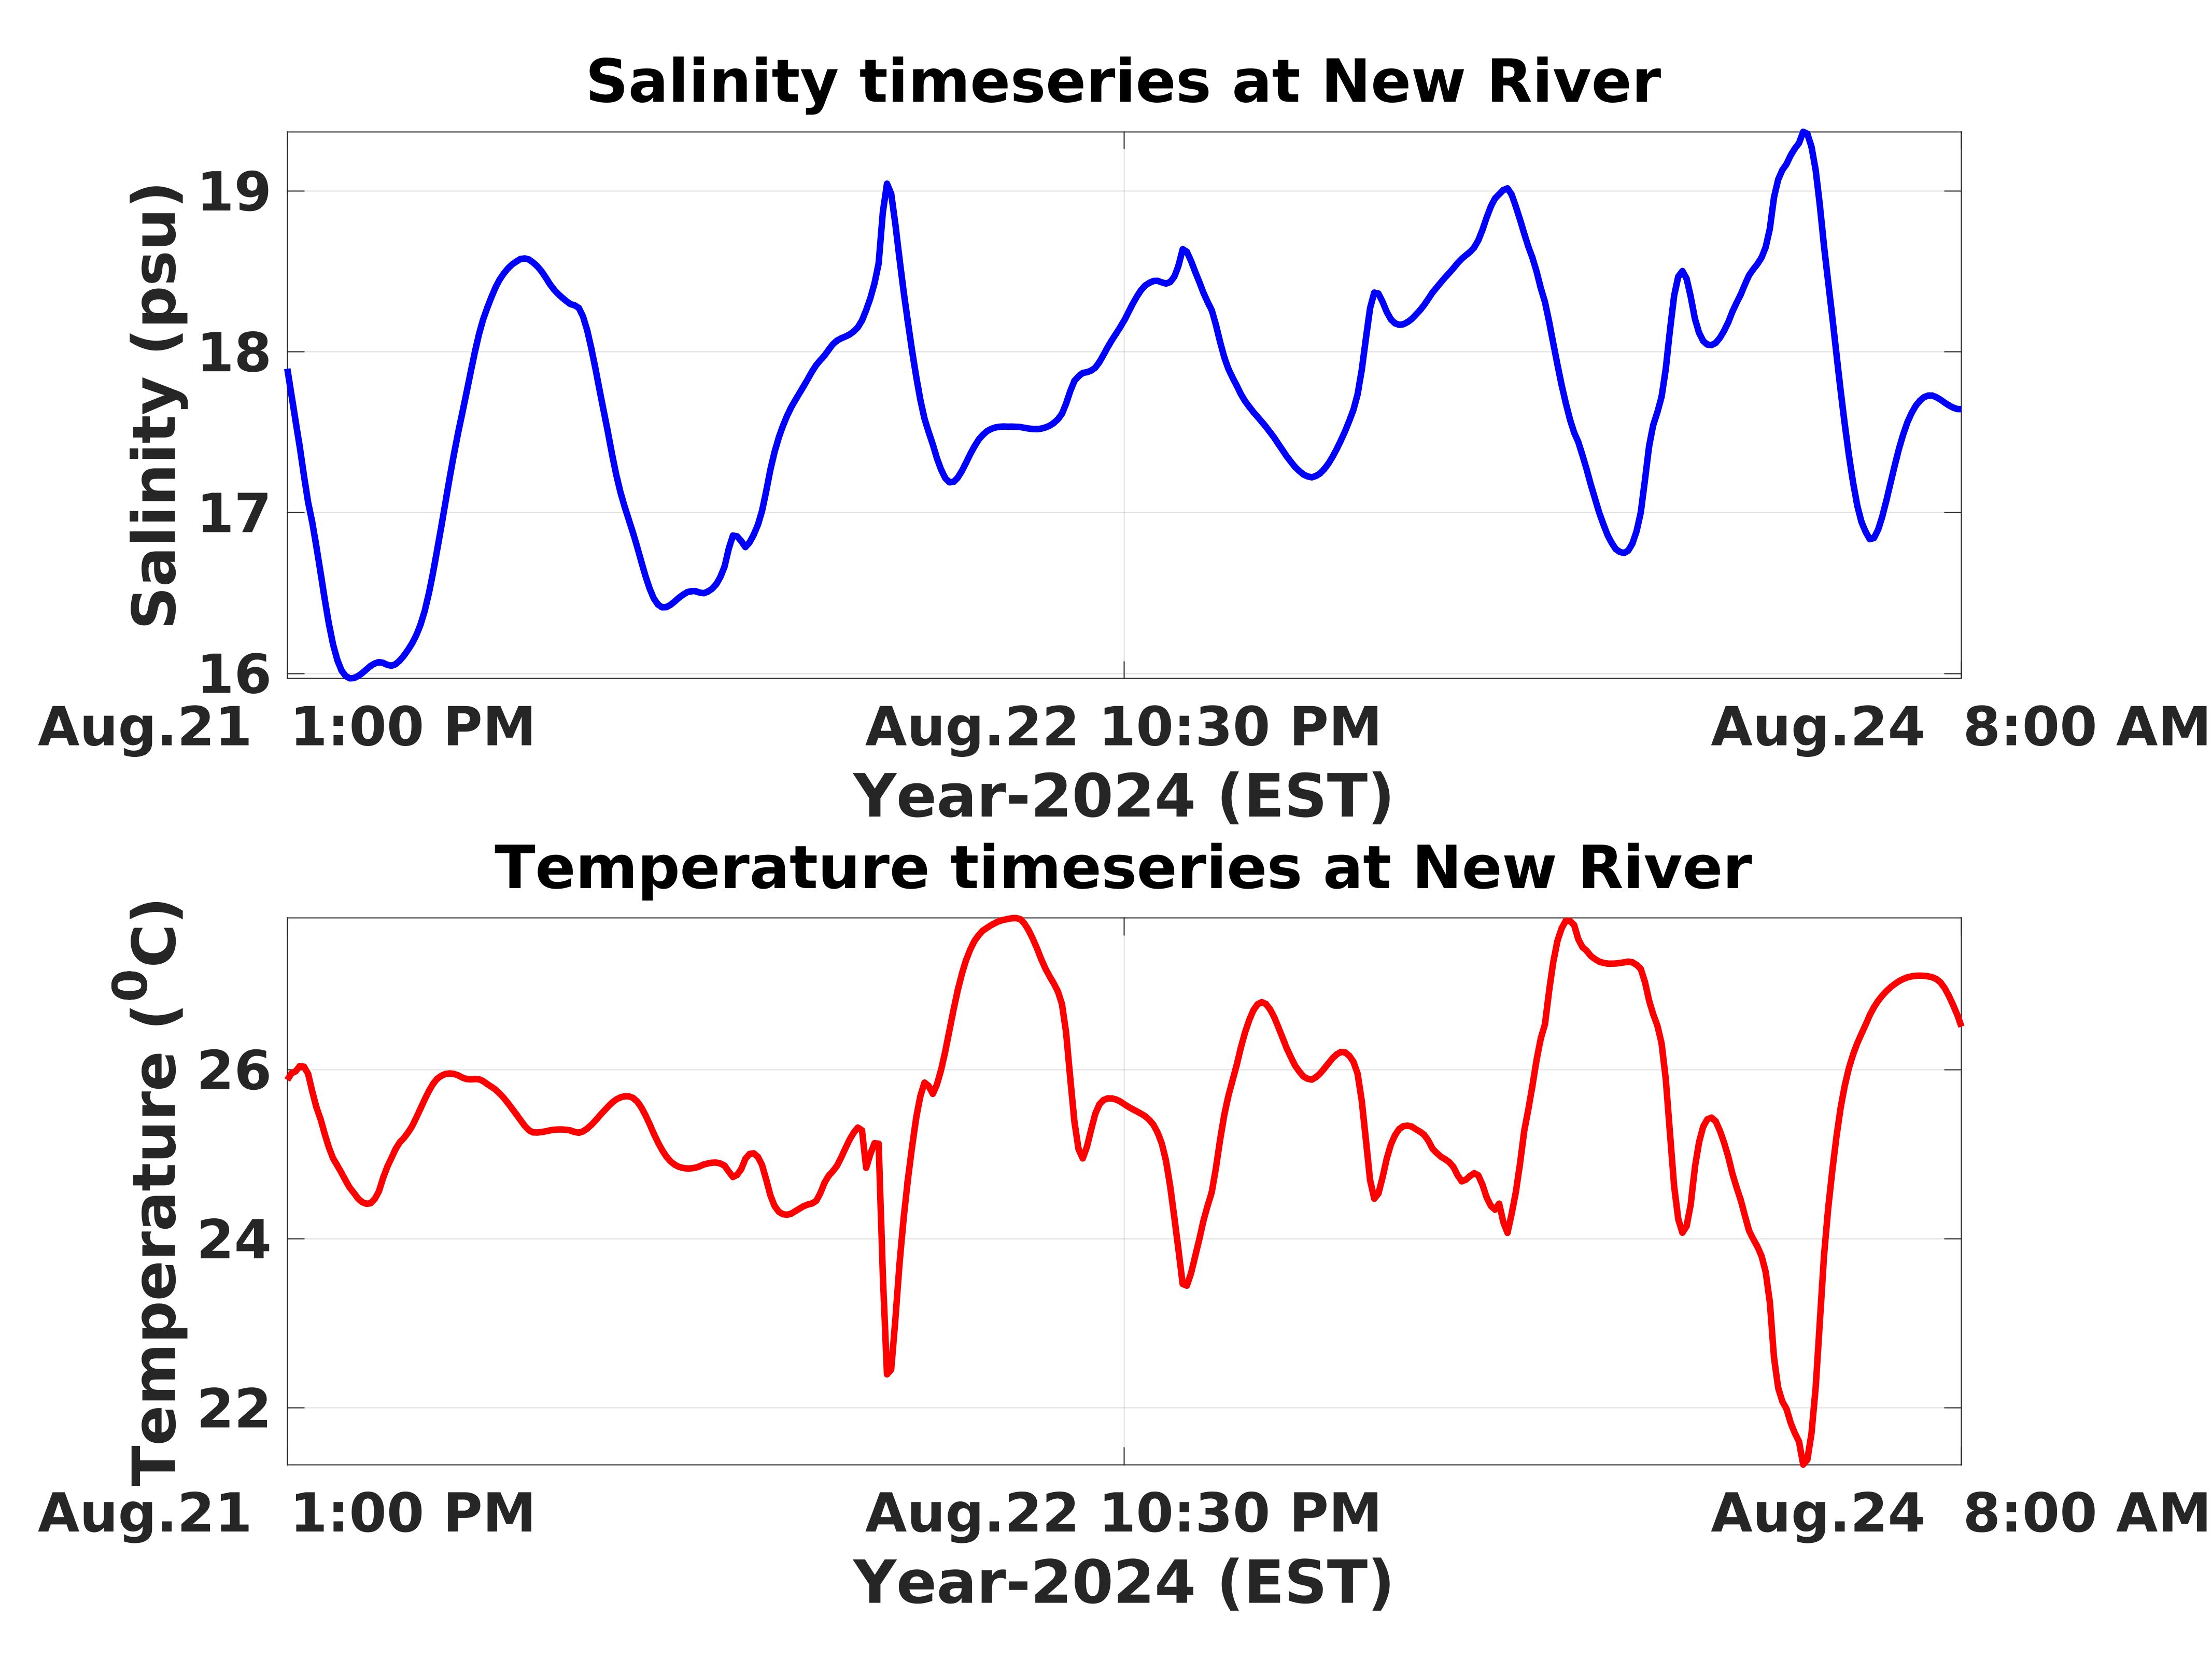 Salinity timeseries at New River
Salinity (psu)
19
18
17
16
Aug.21  1:00 PM
Aug.22 10:30 PM
Aug.24  8:00 AM
Year-2024 (EST)
Temperature timeseries at New River
Temperature (⁰C)
26
24
22
Aug.21  1:00 PM
Aug.22 10:30 PM
Aug.24  8:00 AM
Year-2024 (EST)